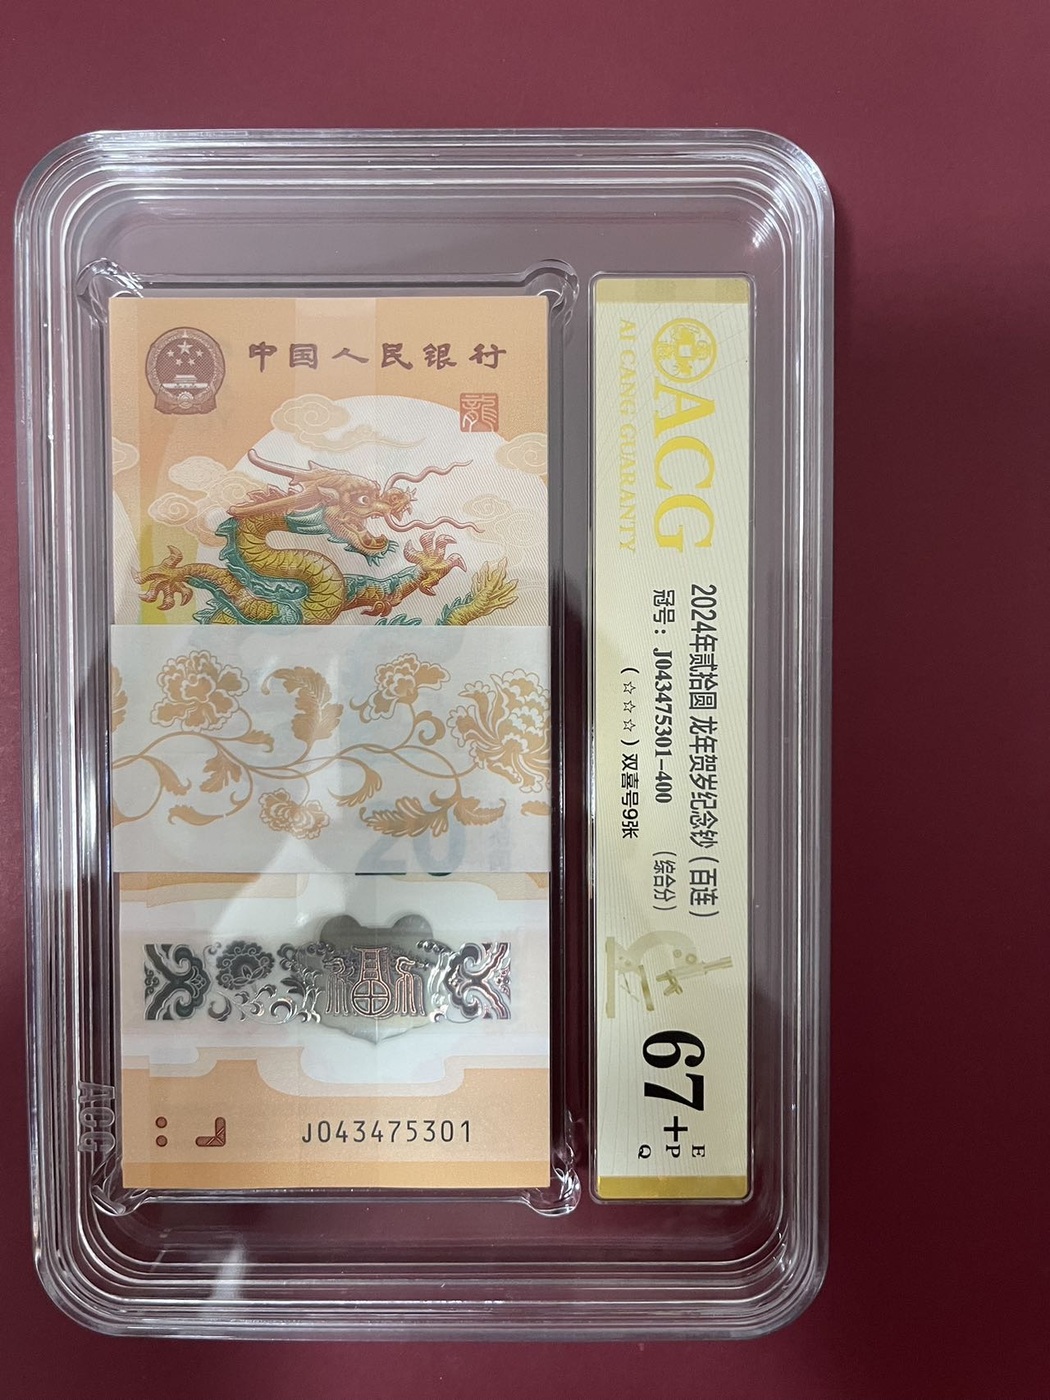 中国人民银行
龍
20
J043475301
ACG
ACG
AI CANG GUARANTY
2024年贰拾圆 龙年贺岁纪念钞（百连）
冠号：J043475301-400 （综合分）
（☆☆☆）双喜号9张
67+
E
P
Q